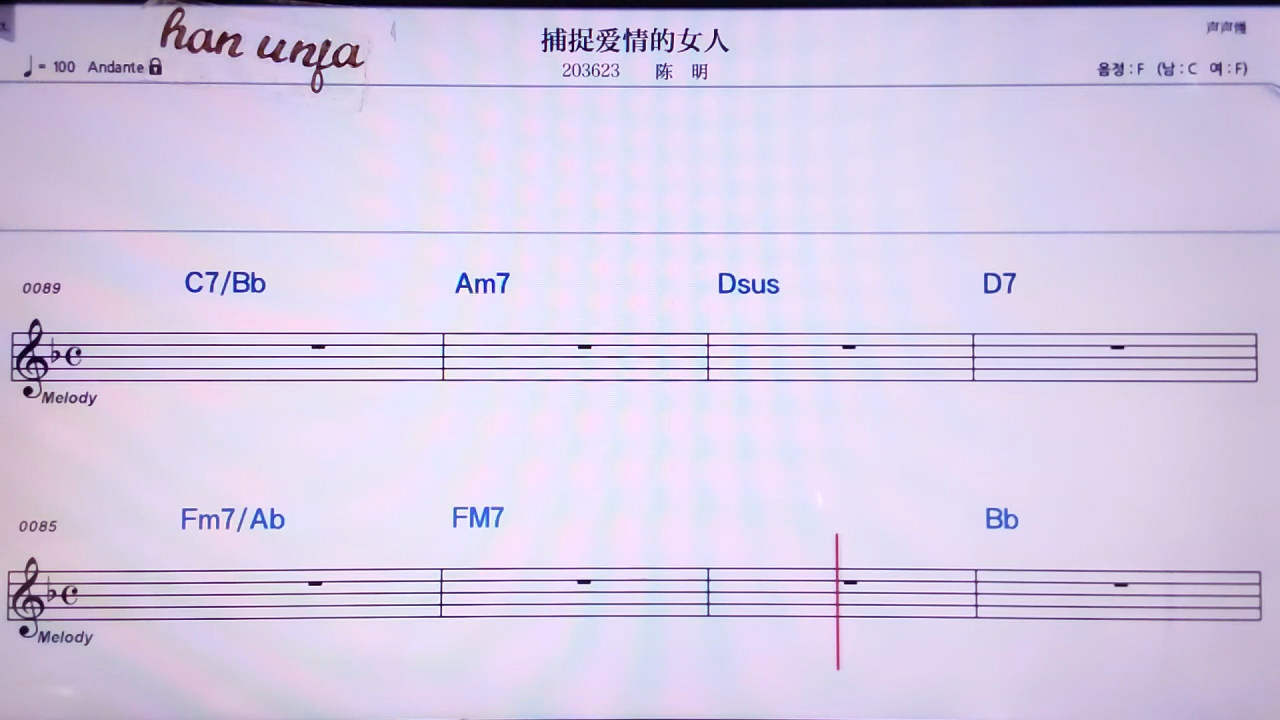 han unfa
捕捉爱情的女人
声声慢
♩ = 100 Andante
203623 陈 明
음정 : F (남 : C 여 : F)
0089 C7/Bb Am7 Dsus D7
Melody
0085 Fm7/Ab FM7 Bb
Melody